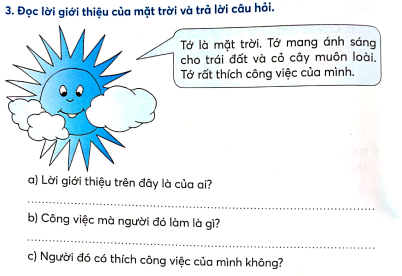 3. Đọc lời giới thiệu của mặt trời và trả lời câu hỏi.
Tớ là mặt trời. Tớ mang ánh sáng
cho trái đất và cỏ cây muôn loài.
Tớ rất thích công việc của mình.
a) Lời giới thiệu trên đây là của ai?
b) Công việc mà người đó làm là gì?
c) Người đó có thích công việc của mình không?